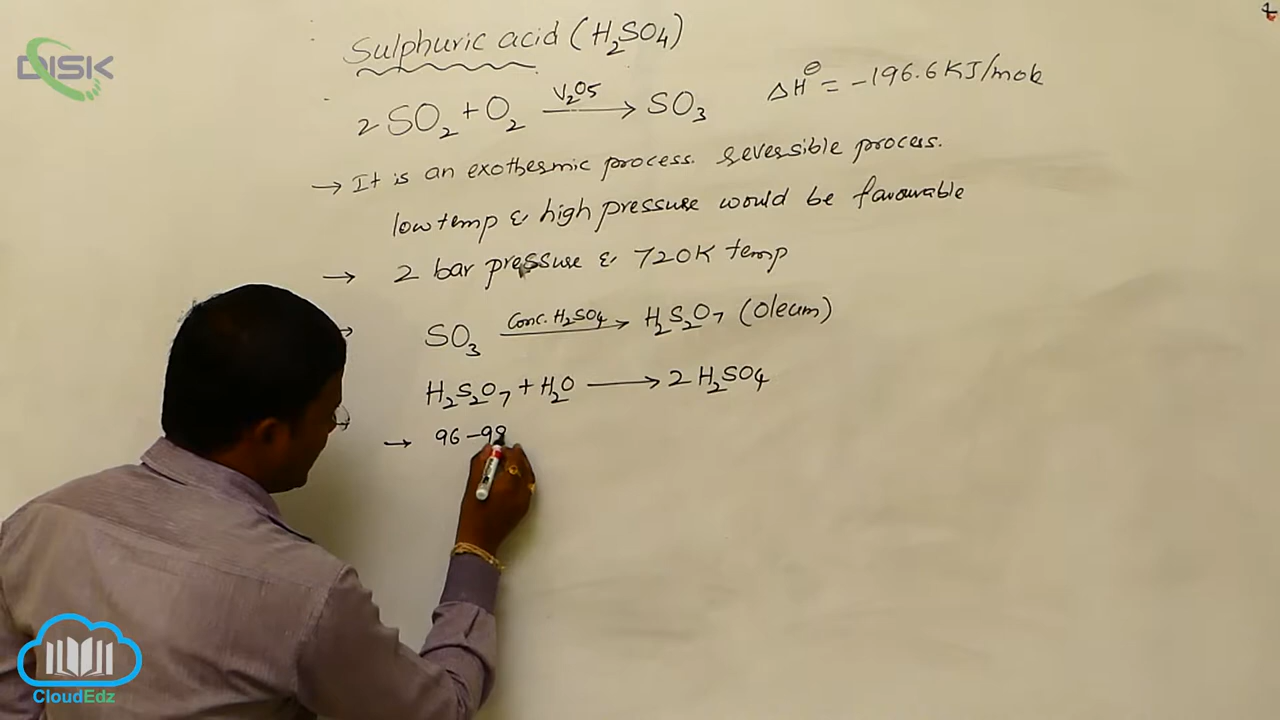 DISK
Sulphuric acid (H₂SO₄)
2SO₂ + O₂ —V₂O₅→ SO₃ ΔH⊖ = -196.6 KJ/mole
→ It is an exothermic process. reversible process.
low temp & high pressure would be favourable
→ 2 bar pressure & 720K temp
SO₃ —Conc. H₂SO₄→ H₂S₂O₇ (Oleum)
H₂S₂O₇ + H₂O ⟶ 2 H₂SO₄
→ 96-98
CloudEdz